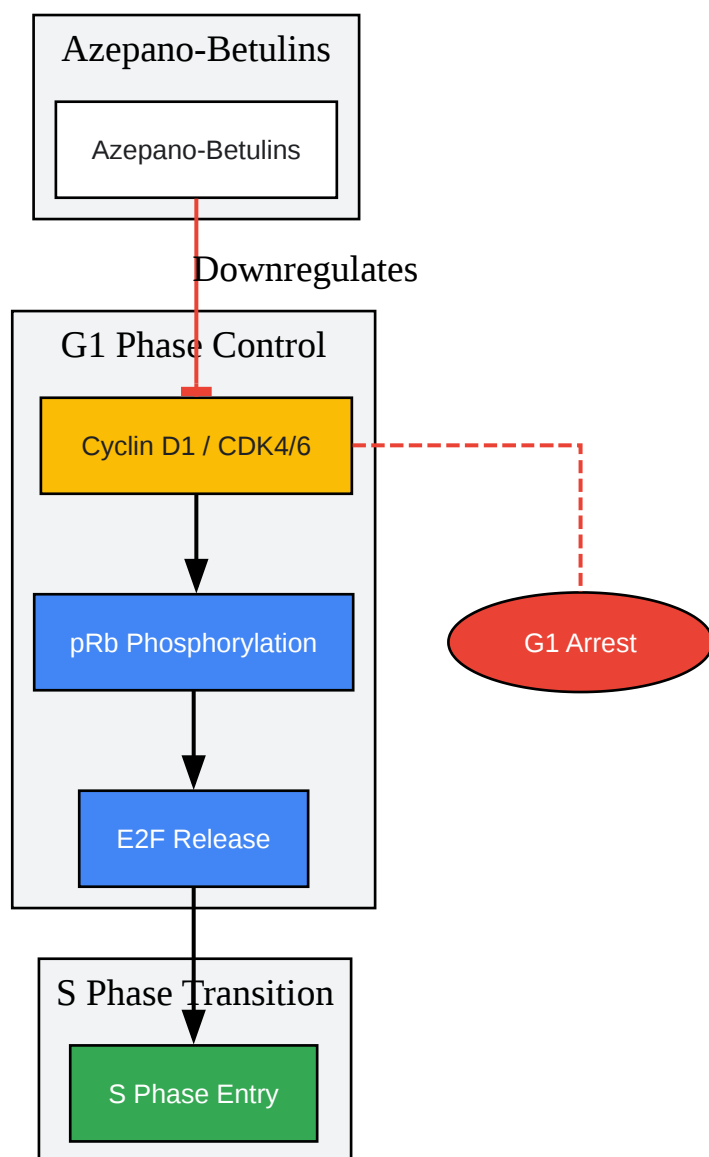 Azepano-Betulins
Azepano-Betulins
Downregulates
G1 Phase Control
Cyclin D1 / CDK4/6
pRb Phosphorylation
G1 Arrest
E2F Release
S Phase Transition
S Phase Entry